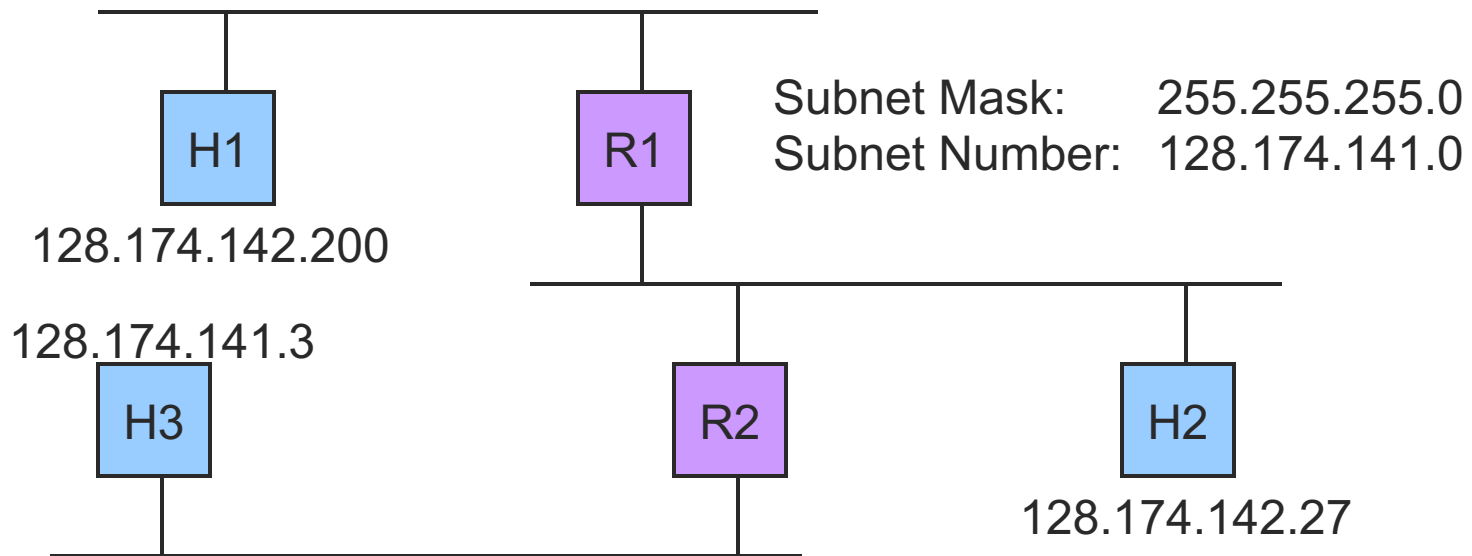 H1
R1
Subnet Mask: 255.255.255.0
Subnet Number: 128.174.141.0
128.174.142.200
128.174.141.3
H3
R2
H2
128.174.142.27